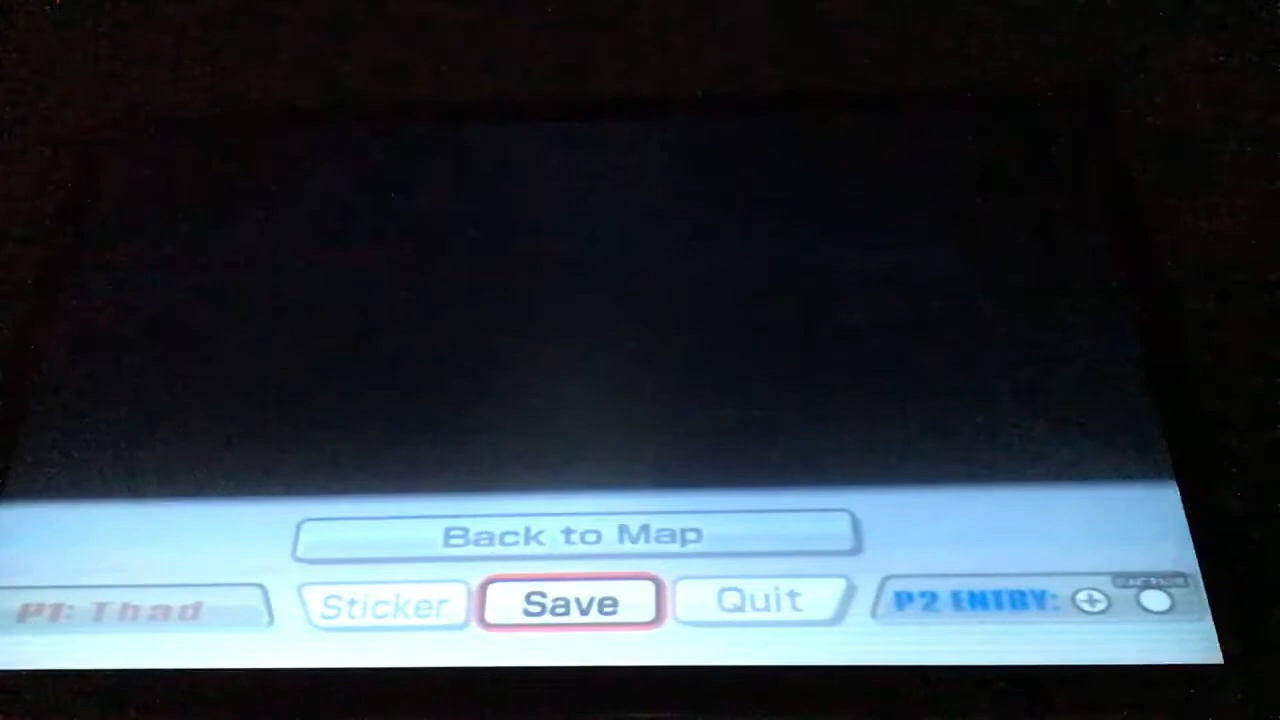 Back to Map
P1: Thad
Sticker
Save
Quit
P2 ENTRY: